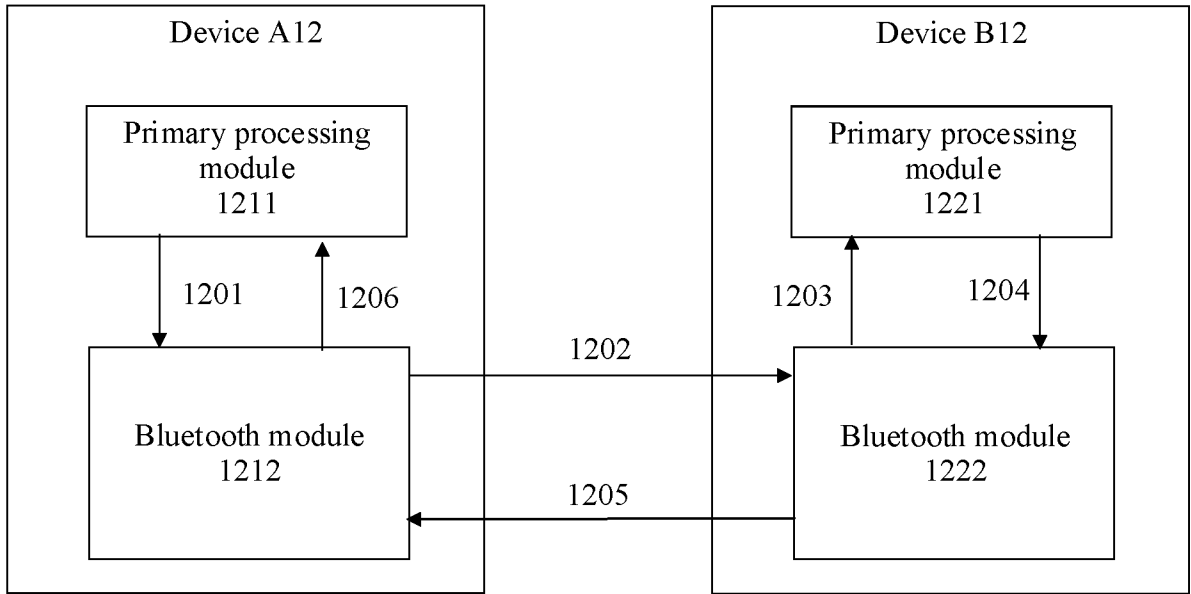 Device A12
Device B12
Primary processing
module
1211
Primary processing
module
1221
1201
1206
1203
1204
1202
Bluetooth module
1212
Bluetooth module
1222
1205